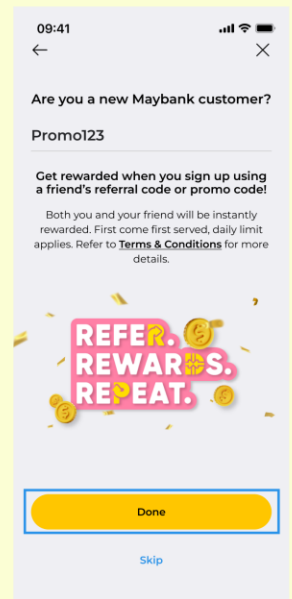 09:41
Are you a new Maybank customer?
Promo123
Get rewarded when you sign up using
a friend's referral code or promo code!
Both you and your friend will be instantly
rewarded. First come first served, daily limit
applies. Refer to Terms & Conditions for more
details.
REFER.
REWARDS.
REPEAT.
Done
Skip